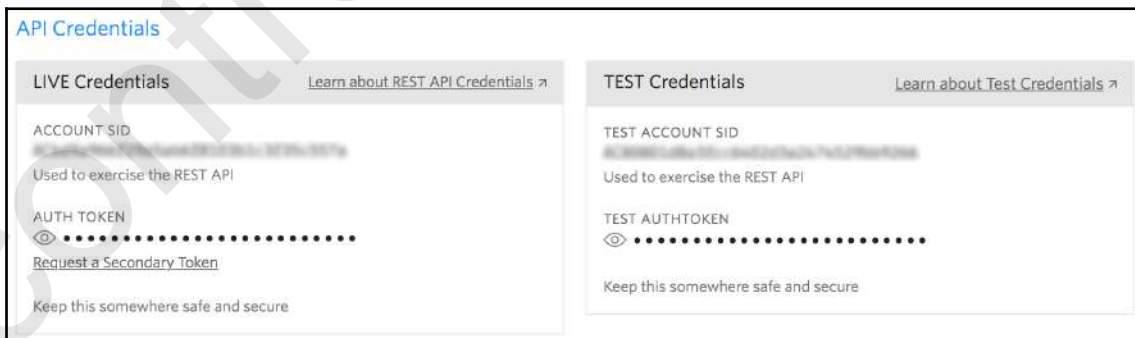 API Credentials
LIVE Credentials
Learn about REST API Credentials ↗
ACCOUNT SID
Used to exercise the REST API
AUTH TOKEN
Request a Secondary Token
Keep this somewhere safe and secure
TEST Credentials
Learn about Test Credentials ↗
TEST ACCOUNT SID
Used to exercise the REST API
TEST AUTHTOKEN
Keep this somewhere safe and secure